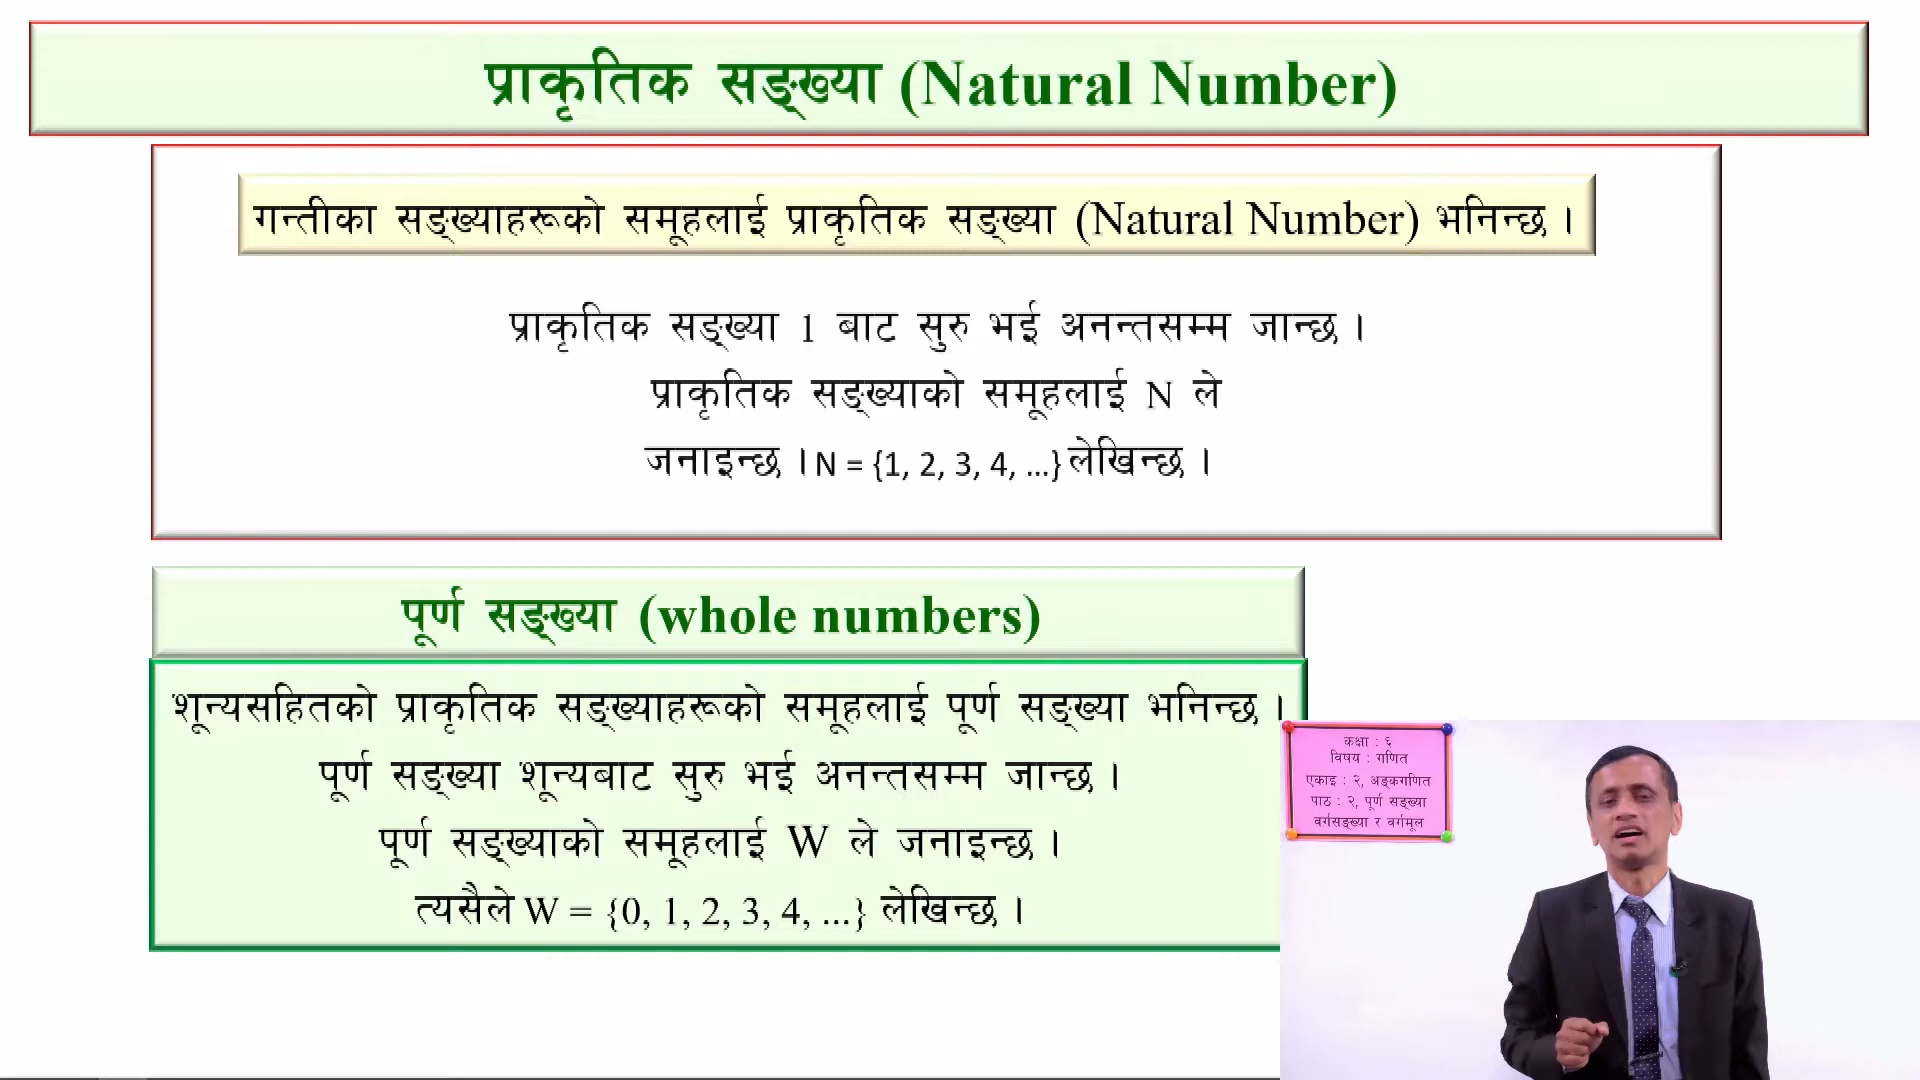 प्राकृतिक सङ्ख्या (Natural Number)
गन्तीका सङ्ख्याहरूको समूहलाई प्राकृतिक सङ्ख्या (Natural Number) भनिन्छ ।
प्राकृतिक सङ्ख्या 1 बाट सुरु भई अनन्तसम्म जान्छ ।
प्राकृतिक सङ्ख्याको समूहलाई N ले
जनाइन्छ । N = {1, 2, 3, 4, ...} लेखिन्छ ।
पूर्ण सङ्ख्या (whole numbers)
शून्यसहितको प्राकृतिक सङ्ख्याहरूको समूहलाई पूर्ण सङ्ख्या भनिन्छ ।
पूर्ण सङ्ख्या शून्यबाट सुरु भई अनन्तसम्म जान्छ ।
पूर्ण सङ्ख्याको समूहलाई W ले जनाइन्छ ।
त्यसैले W = {0, 1, 2, 3, 4, ...} लेखिन्छ ।
कक्षा : ६
विषय : गणित
एकाइ : २, अङ्कगणित
पाठ : २, पूर्ण सङ्ख्या
वर्गसङ्ख्या र वर्गमूल